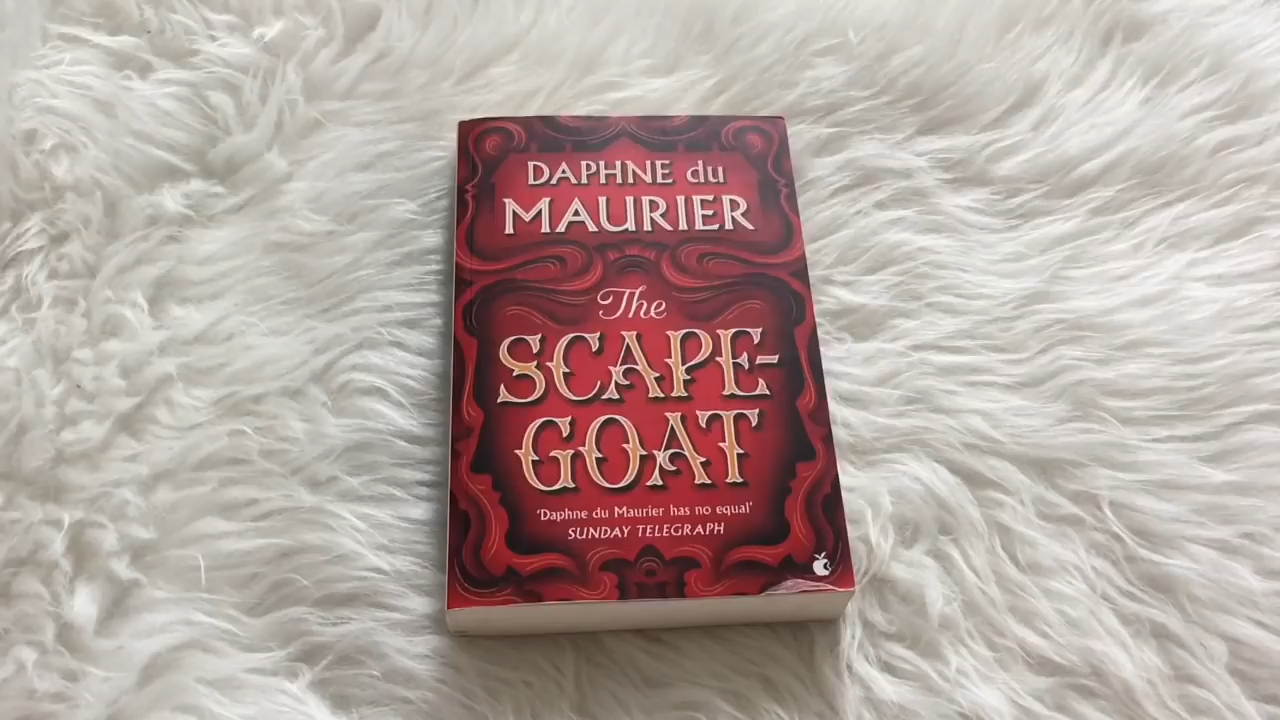 DAPHNE du
MAURIER
The
SCAPE-
GOAT
'Daphne du Maurier has no equal'
SUNDAY TELEGRAPH